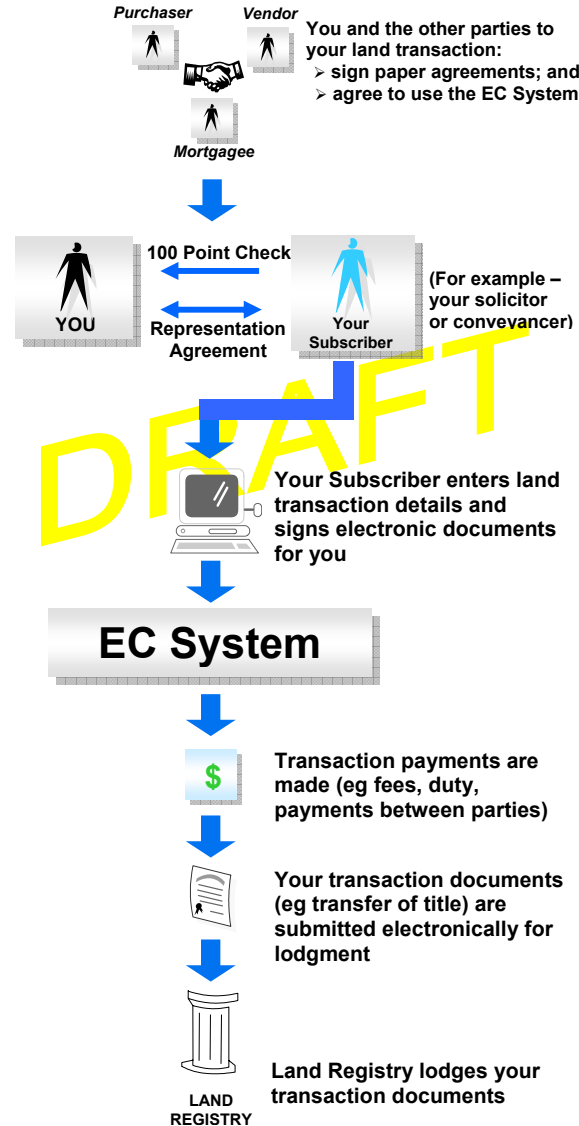 Purchaser
Vendor
Mortgagee
You and the other parties to
your land transaction:
➢ sign paper agreements; and
➢ agree to use the EC System
YOU
100 Point Check
Representation
Agreement
Your
Subscriber
(For example –
your solicitor
or conveyancer)
DRAFT
Your Subscriber enters land
transaction details and
signs electronic documents
for you
EC System
$
Transaction payments are
made (eg fees, duty,
payments between parties)
Your transaction documents
(eg transfer of title) are
submitted electronically for
lodgment
Land Registry lodges your
transaction documents
LAND
REGISTRY